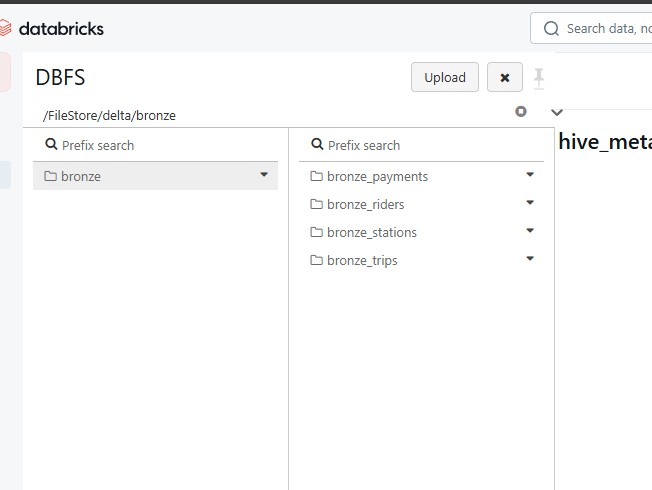 databricks
Search data, no
DBFS
Upload
/FileStore/delta/bronze
hive_meta
Prefix search
Prefix search
bronze
bronze_payments
bronze_riders
bronze_stations
bronze_trips